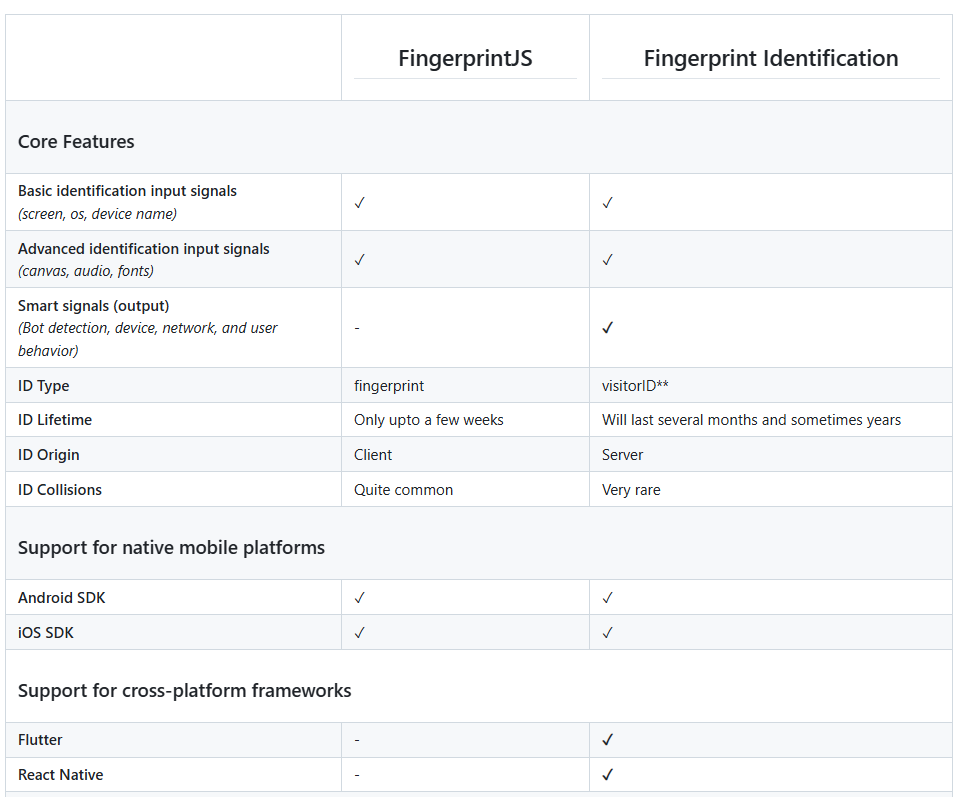 FingerprintJS Fingerprint Identification
Core Features
Basic identification input signals
(screen, os, device name) ✓ ✓
Advanced identification input signals
(canvas, audio, fonts) ✓ ✓
Smart signals (output)
(Bot detection, device, network, and user
behavior) - ✓
ID Type fingerprint visitorID**
ID Lifetime Only upto a few weeks Will last several months and sometimes years
ID Origin Client Server
ID Collisions Quite common Very rare
Support for native mobile platforms
Android SDK ✓ ✓
iOS SDK ✓ ✓
Support for cross-platform frameworks
Flutter - ✓
React Native - ✓